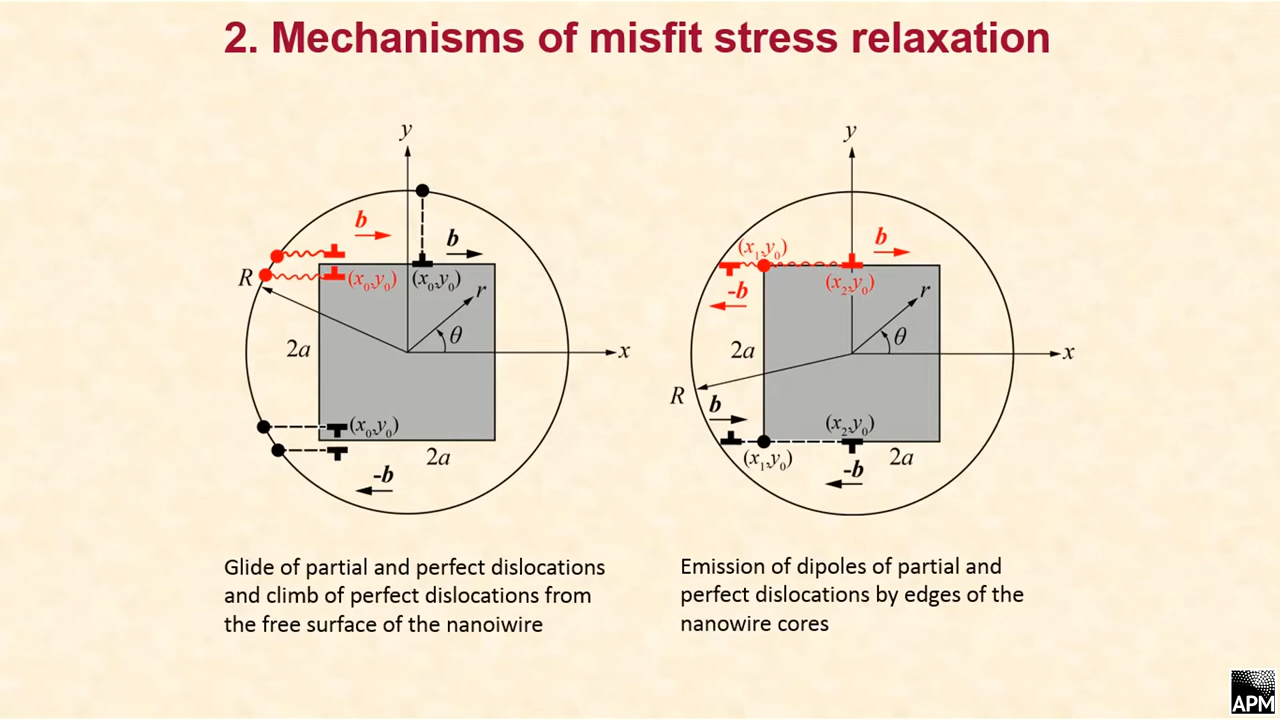 2. Mechanisms of misfit stress relaxation
y
b
b
R
(x₀,y₀)
(x₀,y₀)
r
θ
x
2a
(x₀,y₀)
2a
-b
y
(x₁,y₀)
b
-b
(x₂,y₀)
r
θ
x
2a
R
b
(x₂,y₀)
(x₁,y₀)
-b
2a
Glide of partial and perfect dislocations
and climb of perfect dislocations from
the free surface of the nanoiwire
Emission of dipoles of partial and
perfect dislocations by edges of the
nanowire cores
APM